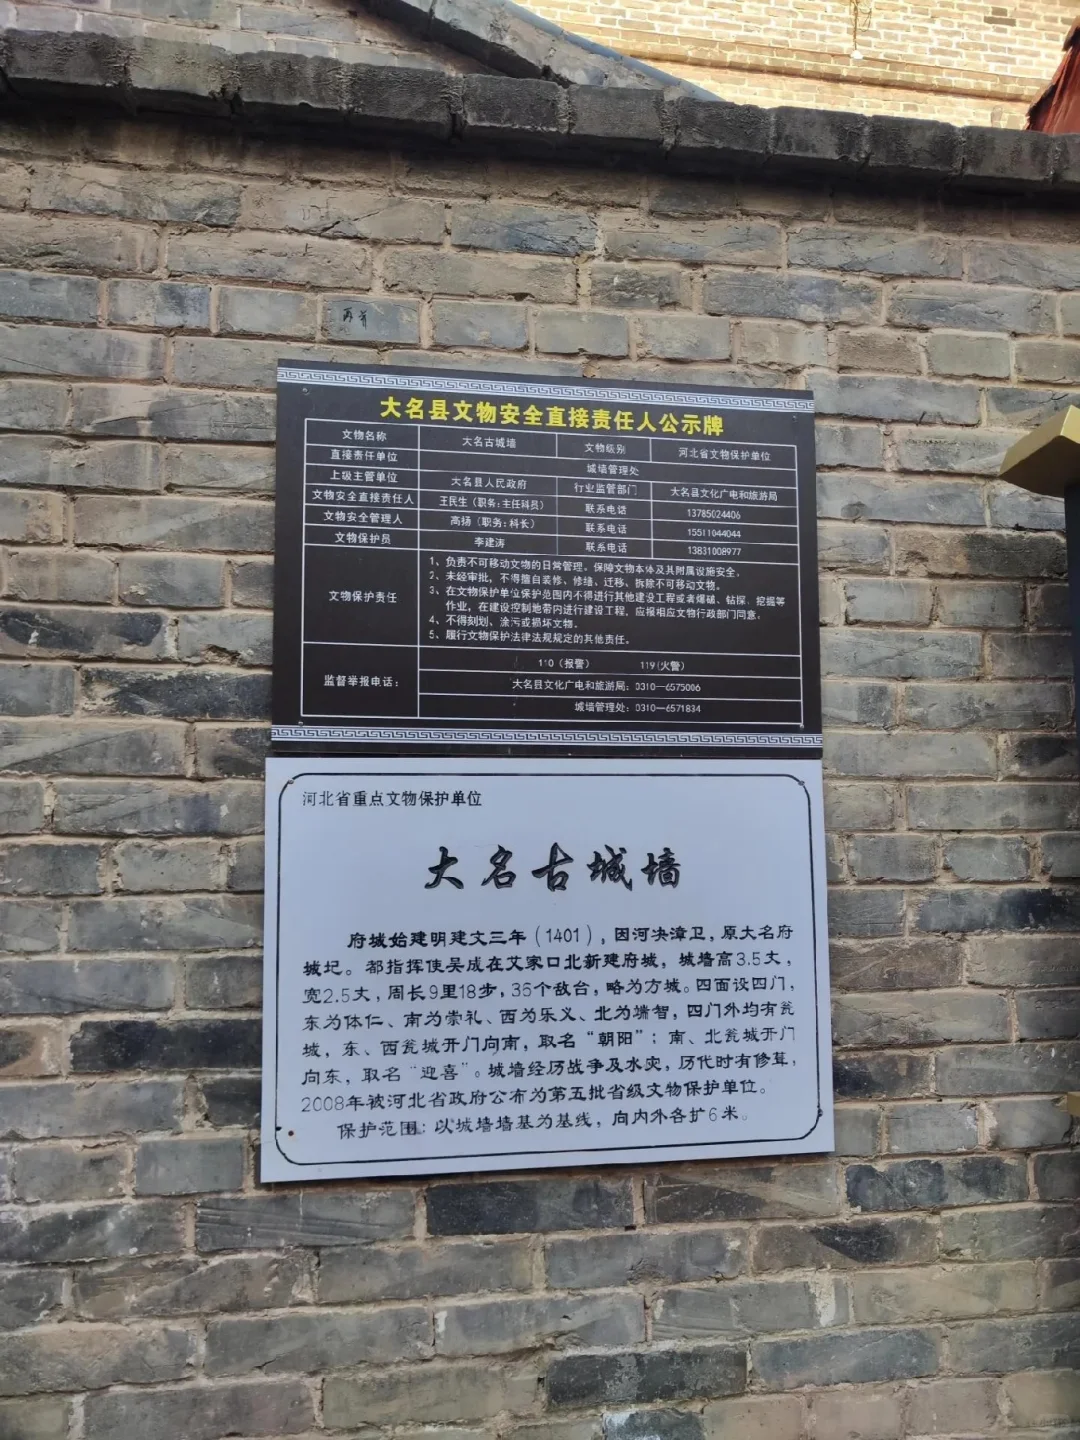 大名县文物安全直接责任人公示牌
文物名称 大名古城墙 文物级别 河北省文物保护单位
直接责任单位 城墙管理处
上级主管单位 大名县人民政府 行业监管部门 大名县文化广电和旅游局
文物安全直接责任人 王民生（职务：主任科员） 联系电话 13785024406
文物安全管理人 高扬（职务：科长） 联系电话 15511044044
文物保护员 李建涛 联系电话 13831008977
文物保护责任
1、负责不可移动文物的日常管理，保障文物本体及其附属设施安全。
2、未经审批，不得擅自装修、修缮、迁移、拆除不可移动文物。
3、在文物保护单位保护范围内不得进行其他建设工程或者爆破、钻探、挖掘等
作业，在建设控制地带内进行建设工程，应报相应文物行政部门同意。
4、不得刻划、涂污或损坏文物。
5、履行文物保护法律法规规定的其他责任。
监督举报电话：
110（报警） 119(火警)
大名县文化广电和旅游局：0310—6575006
城墙管理处：0310—6571834
河北省重点文物保护单位
大名古城墙
府城始建明建文三年（1401），因河决漳卫，原大名府
城圮。都指挥使吴成在艾家口北新建府城，城墙高3.5丈，
宽2.5丈，周长9里18步，36个敌台，略为方城。四面设四门，
东为体仁、南为崇礼、西为乐义、北为端智，四门外均有瓮
城，东、西瓮城开门向南，取名“朝阳”；南、北瓮城开门
向东，取名“迎喜”。城墙经历战争及水灾，历代时有修葺，
2008年被河北省政府公布为第五批省级文物保护单位。
保护范围：以城墙墙基为基线，向内外各扩6米。